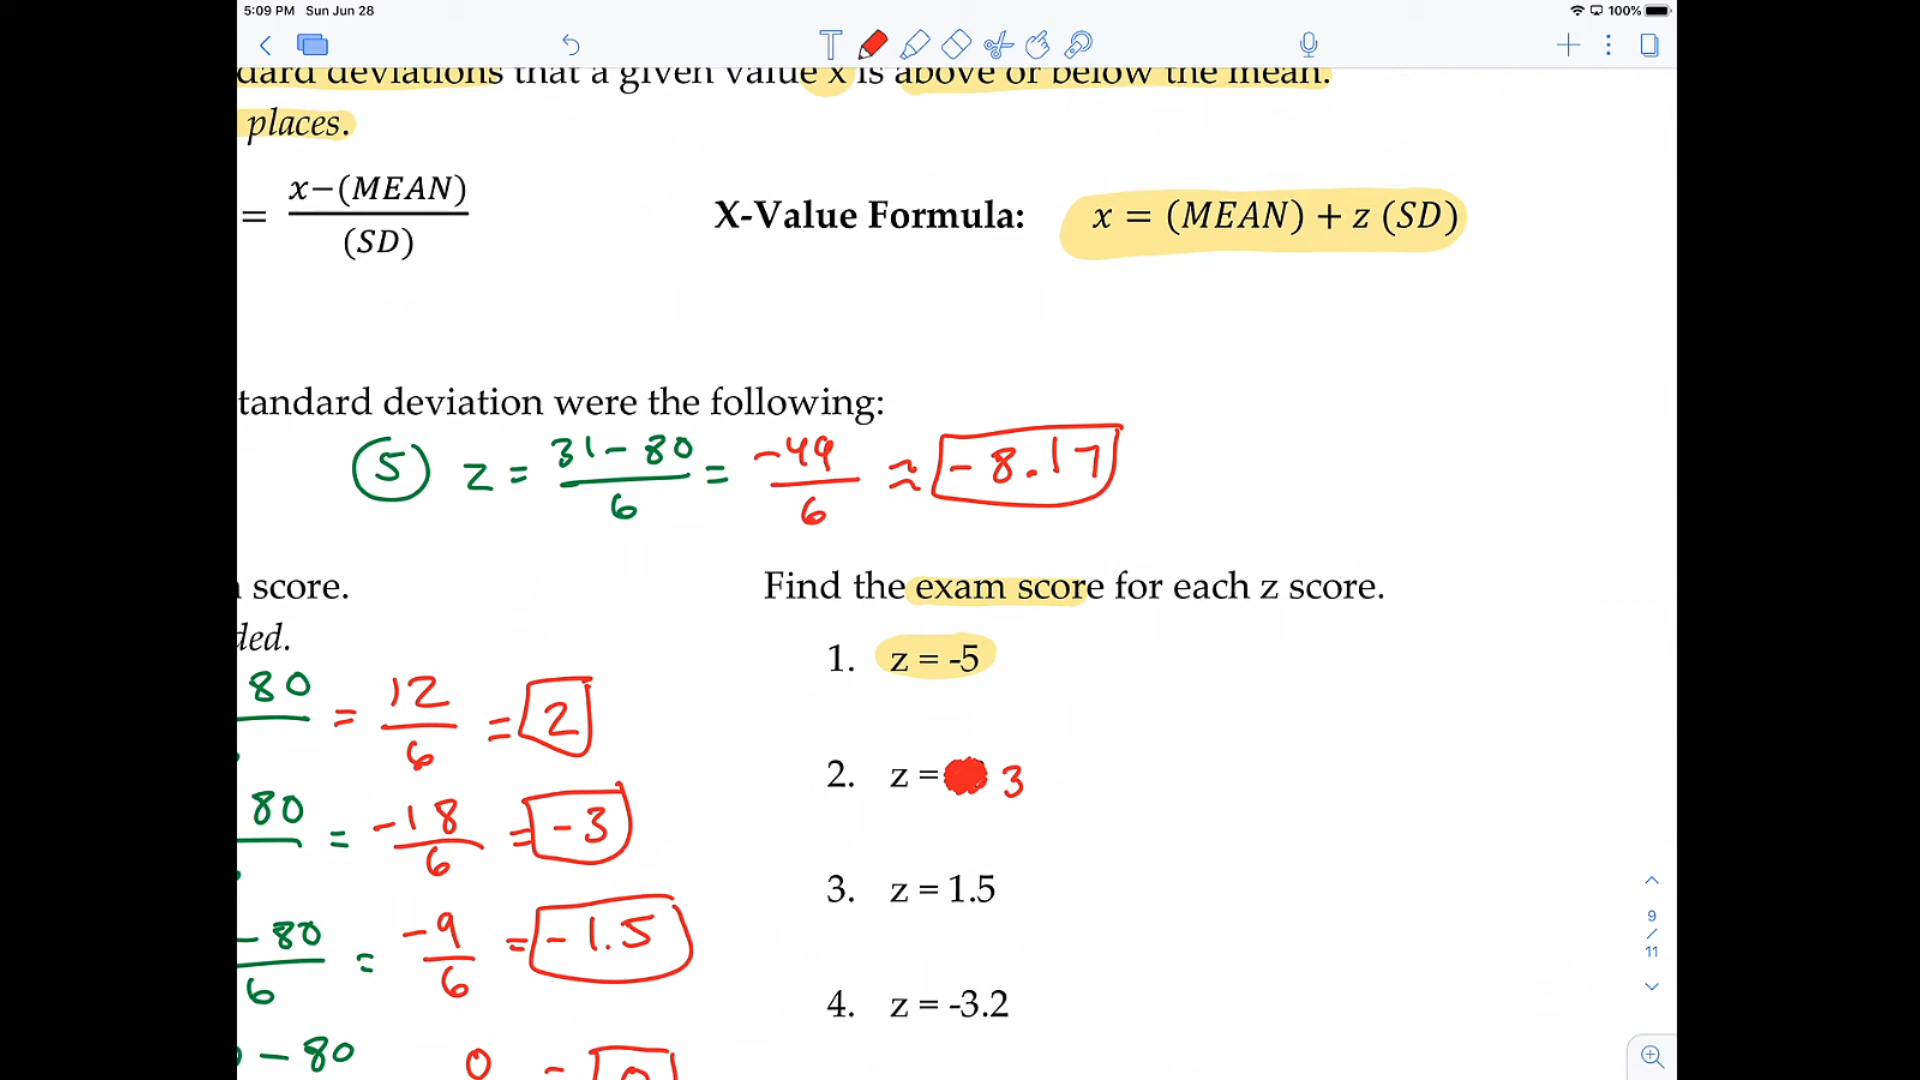 5:09 PM Sun Jun 28
100%
dard deviations that a given value x is above or below the mean.
places.
= x−(MEAN)
(SD)
X-Value Formula: x = (MEAN) + z (SD)
tandard deviation were the following:
5 z = 31 - 80 = -49 ≈ -8.17
6 6
score.
ded.
80 = 12 = 2
6
80 = -18 = -3
6
-80 = -9 = -1.5
6 6
- 80 0 =
Find the exam score for each z score.
1. z = -5
2. z = 3
3. z = 1.5
4. z = -3.2
9
/
11